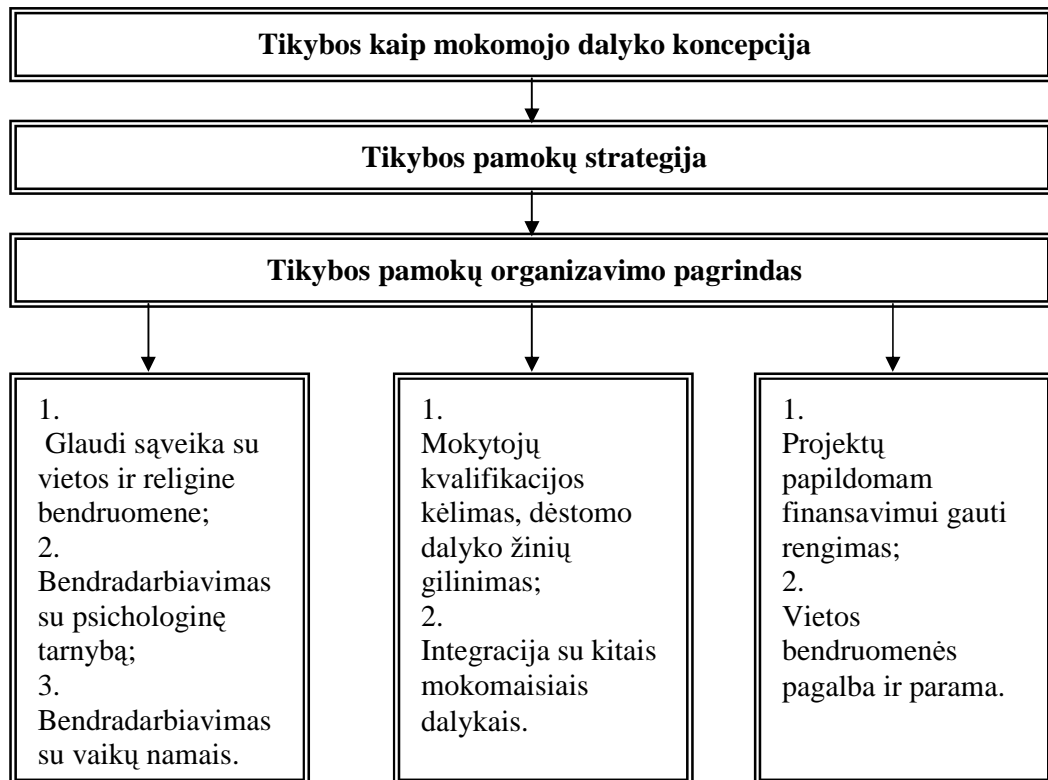 Tikybos kaip mokomojo dalyko koncepcija
Tikybos pamokų strategija
Tikybos pamokų organizavimo pagrindas
1.
Glaudi sąveika su
vietos ir religine
bendruomene;
2.
Bendradarbiavimas
su psichologinę
tarnybą;
3.
Bendradarbiavimas
su vaikų namais.
1.
Mokytojų
kvalifikacijos
kėlimas, dėstomo
dalyko žinių
gilinimas;
2.
Integracija su kitais
mokomaisiais
dalykais.
1.
Projektų
papildomam
finansavimui gauti
rengimas;
2.
Vietos
bendruomenės
pagalba ir parama.